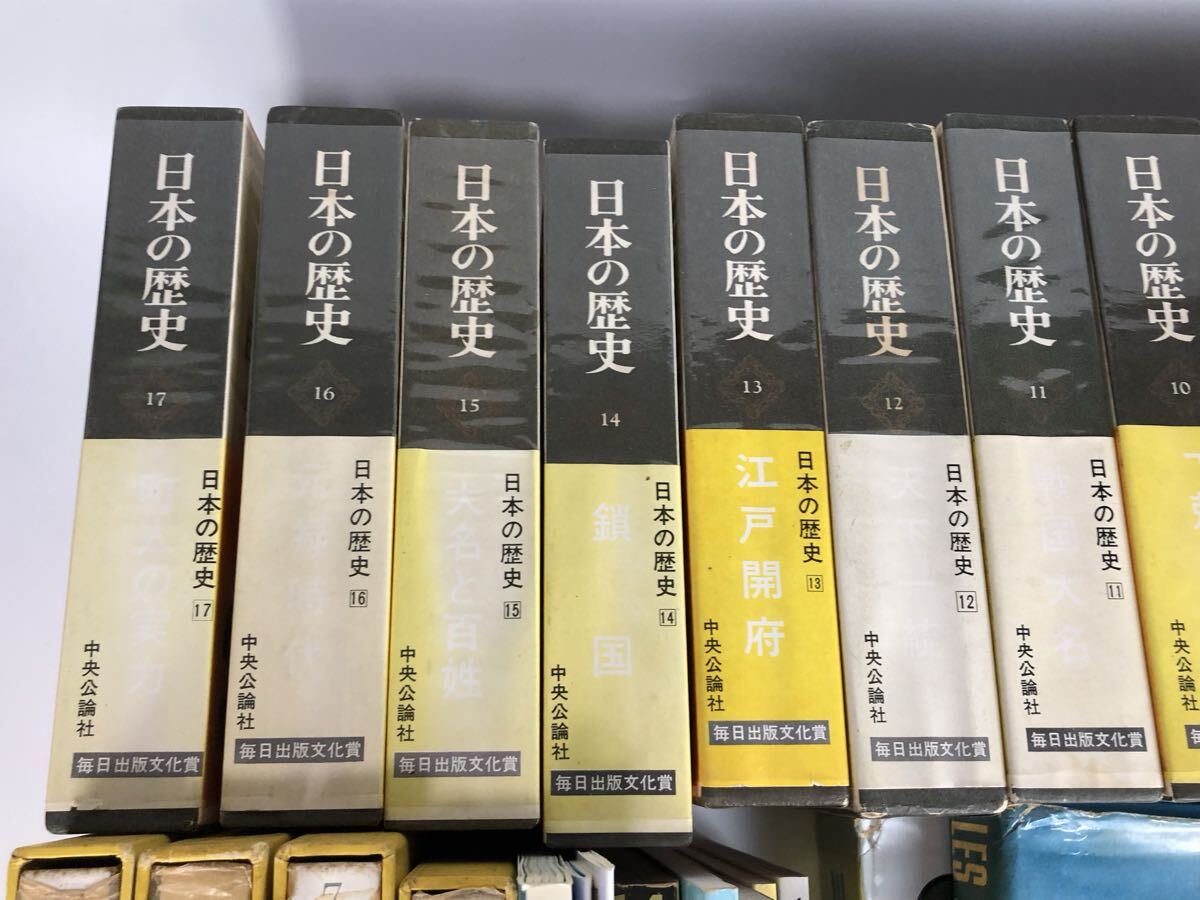 日本の歴史
17
日本の歴史 17
町人の実力
中央公論社
毎日出版文化賞
日本の歴史
16
日本の歴史 16
元禄時代
中央公論社
毎日出版文化賞
日本の歴史
15
日本の歴史 15
大名と百姓
中央公論社
毎日出版文化賞
日本の歴史
14
日本の歴史 14
鎖国
中央公論社
毎日出版文化賞
日本の歴史
13
日本の歴史 13
江戸開府
中央公論社
毎日出版文化賞
日本の歴史
12
日本の歴史 12
天下一統
中央公論社
毎日出版文化賞
日本の歴史
11
日本の歴史 11
戦国大名
中央公論社
毎日出版文化賞
日本の歴史
10
中央公論
7
IES